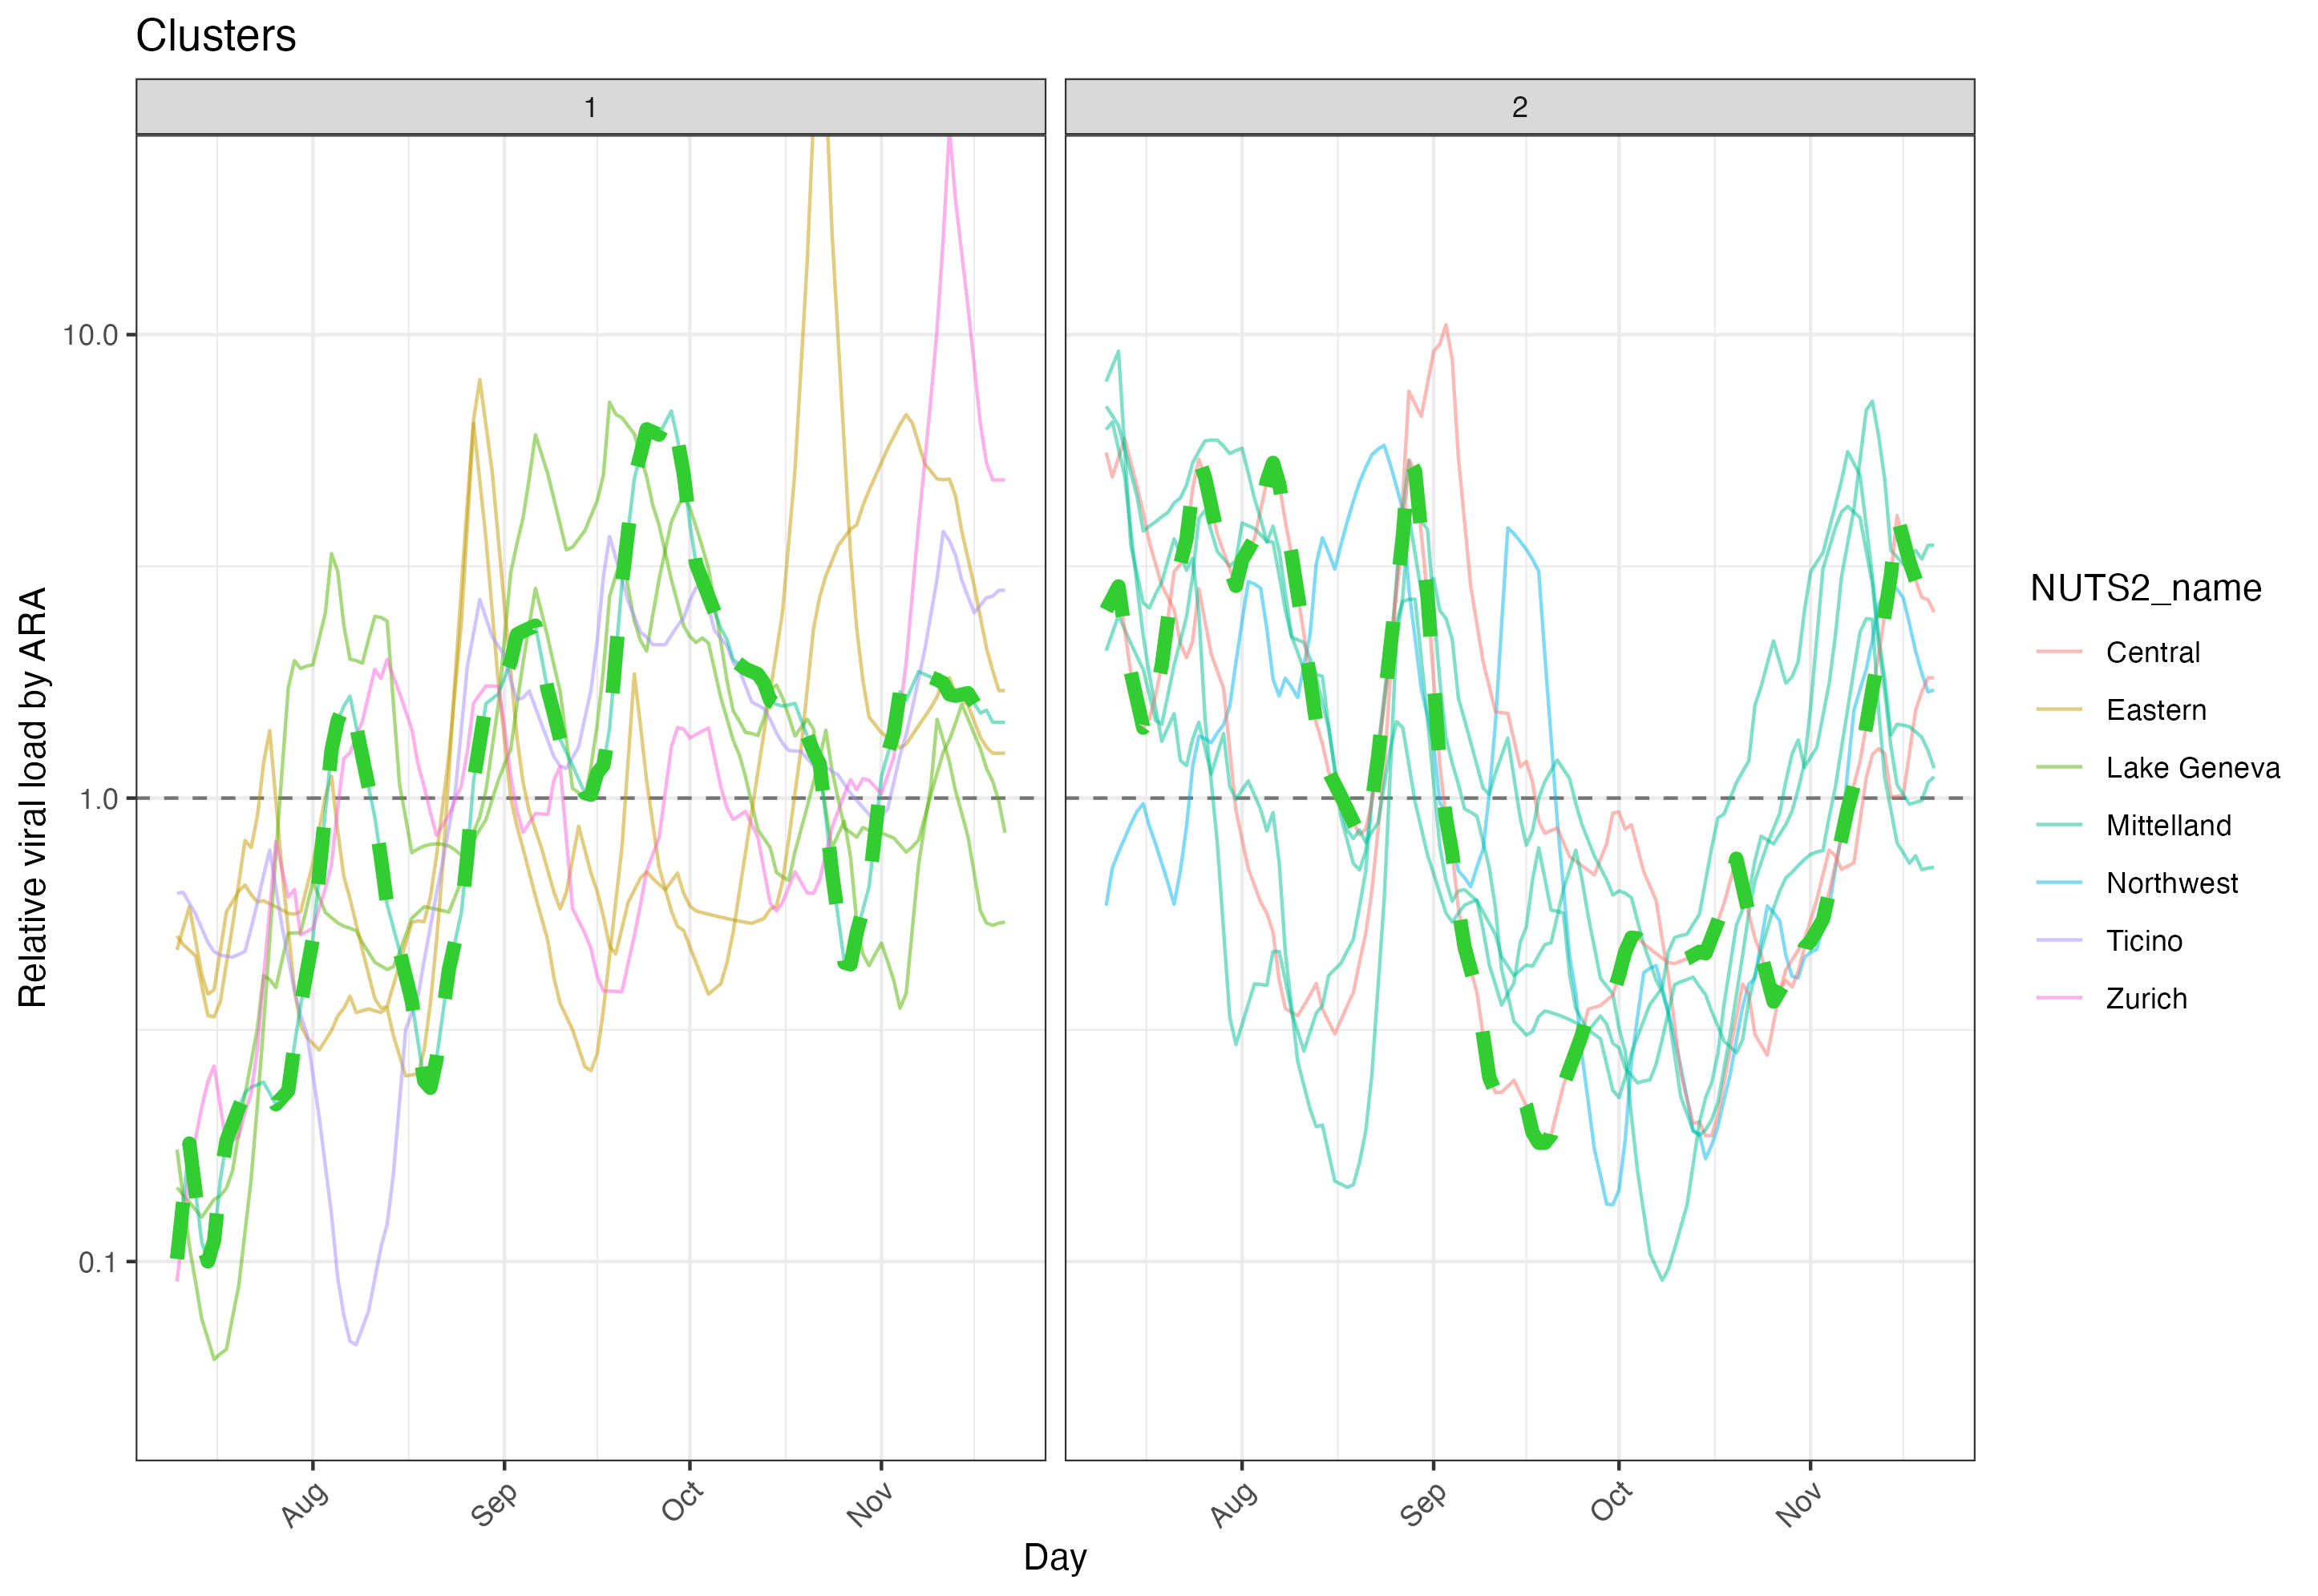 Clusters
1
2
Relative viral load by ARA
10.0
1.0
0.1
Aug
Sep
Oct
Nov
Aug
Sep
Oct
Nov
Day
NUTS2_name
Central
Eastern
Lake Geneva
Mittelland
Northwest
Ticino
Zurich